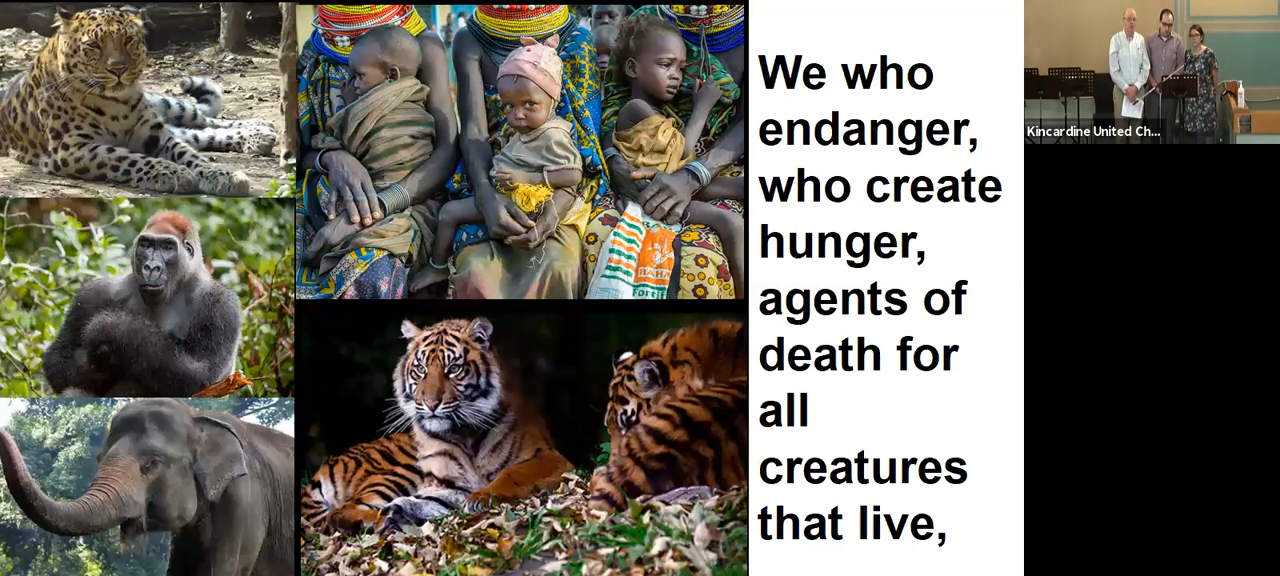 We who
endanger,
who create
hunger,
agents of
death for
all
creatures
that live,
Kincardine United Ch...